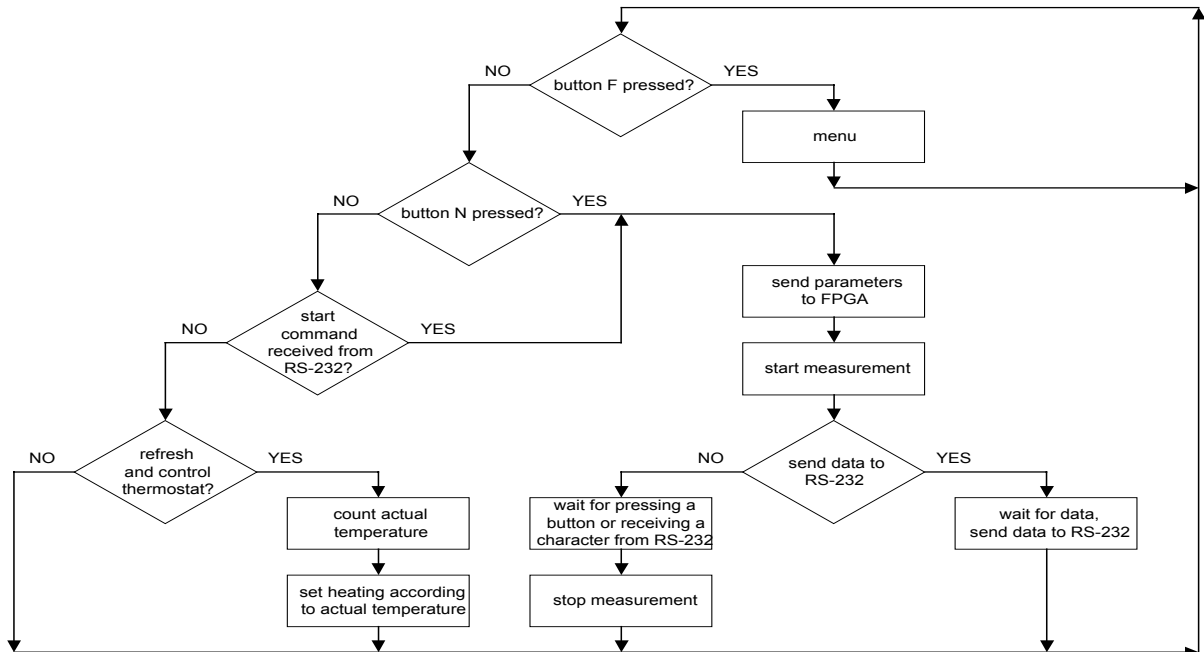 NO
YES
button F pressed?
menu
NO
YES
button N pressed?
send parameters
to FPGA
NO
YES
start
command
received from
RS-232?
start measurement
NO
YES
refresh
and control
thermostat?
NO
YES
send data to
RS-232
count actual
temperature
wait for pressing a
button or receiving a
character from RS-232
wait for data,
send data to RS-232
set heating according
to actual temperature
stop measurement